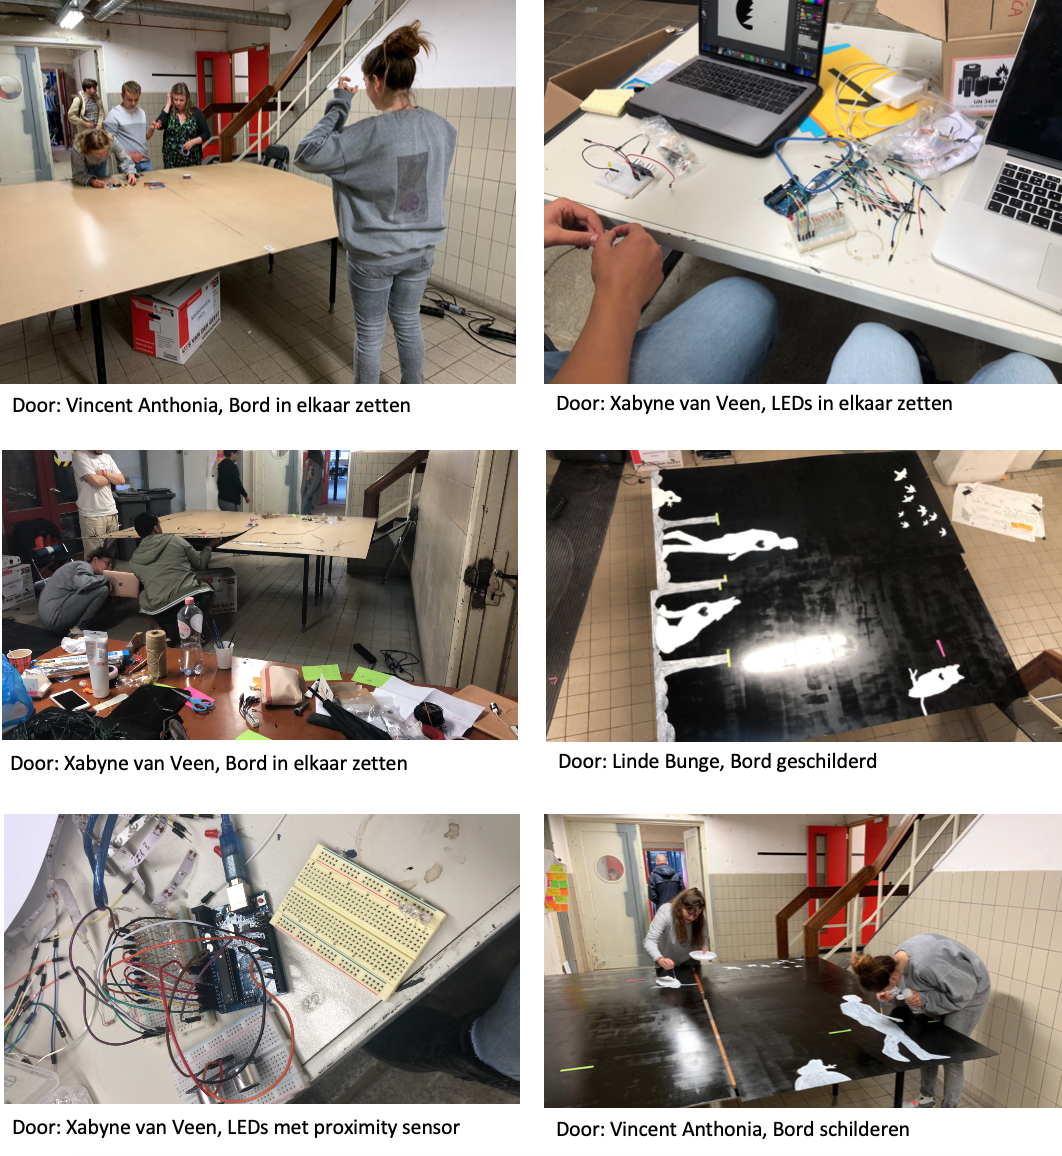 UN 3481
Door: Vincent Anthonia, Bord in elkaar zetten
Door: Xabyne van Veen, LEDs in elkaar zetten
Door: Xabyne van Veen, Bord in elkaar zetten
Door: Linde Bunge, Bord geschilderd
Door: Xabyne van Veen, LEDs met proximity sensor
Door: Vincent Anthonia, Bord schilderen